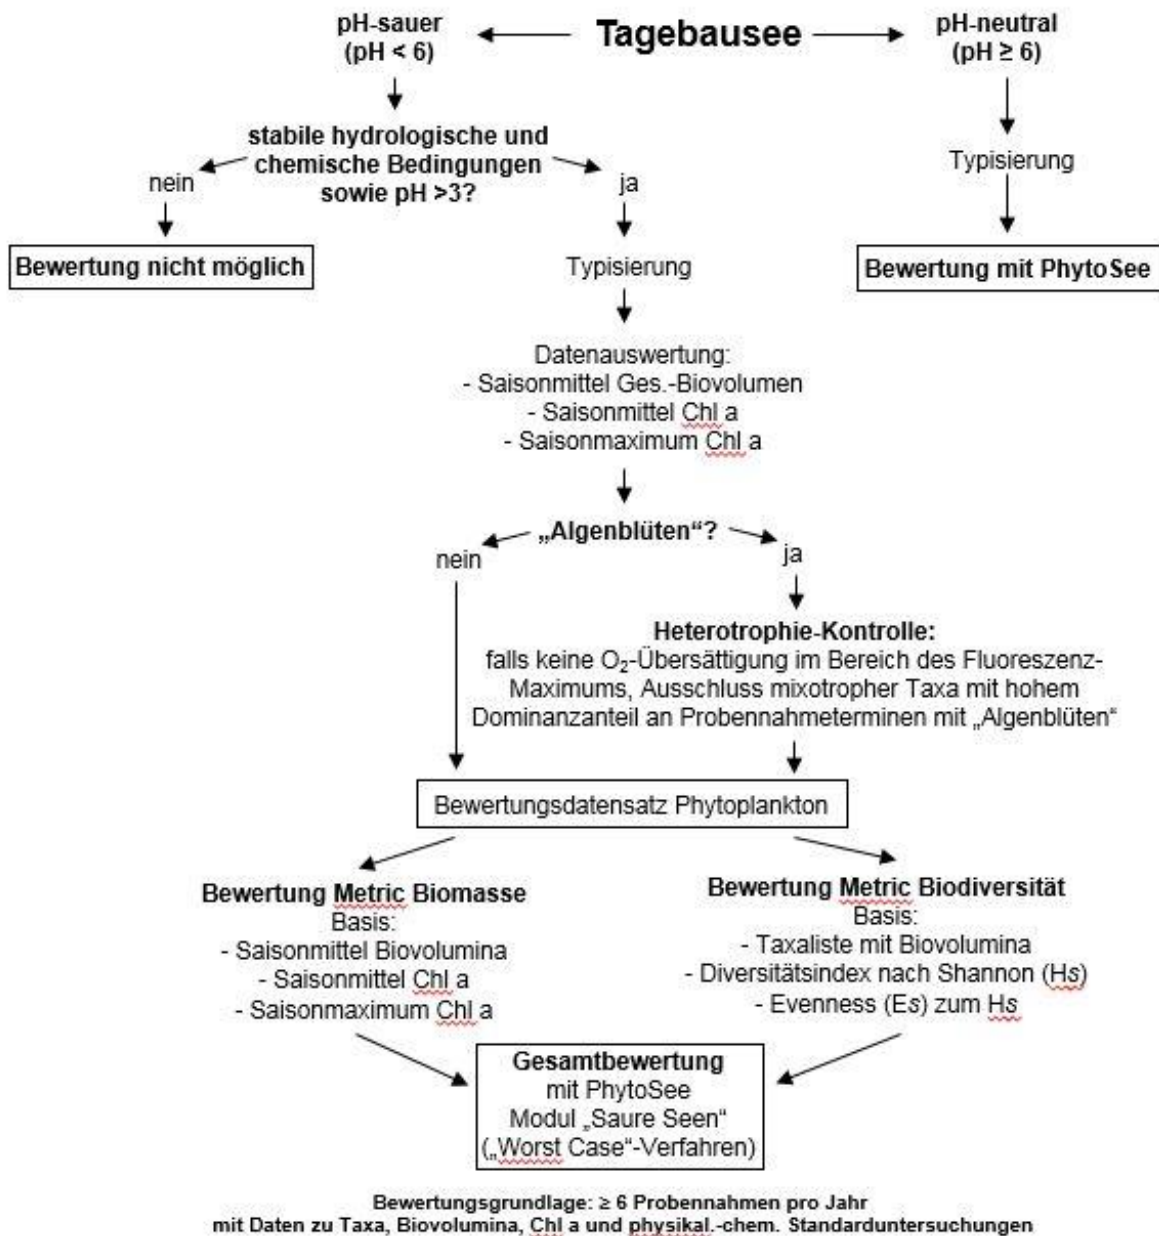 Tagebausee
pH-sauer
(pH < 6)
pH-neutral
(pH ≥ 6)
stabile hydrologische und
chemische Bedingungen
sowie pH >3?
nein
ja
Typisierung
Bewertung nicht möglich
Typisierung
Bewertung mit PhytoSee
Datenauswertung:
- Saisonmittel Ges.-Biovolumen
- Saisonmittel Chl a
- Saisonmaximum Chl a
„Algenblüten“?
nein
ja
Heterotrophie-Kontrolle:
falls keine O₂-Übersättigung im Bereich des Fluoreszenz-
Maximums, Ausschluss mixotropher Taxa mit hohem
Dominanzanteil an Probennahmeterminen mit „Algenblüten“
Bewertungsdatensatz Phytoplankton
Bewertung Metric Biomasse
Basis:
- Saisonmittel Biovolumina
- Saisonmittel Chl a
- Saisonmaximum Chl a
Bewertung Metric Biodiversität
Basis:
- Taxaliste mit Biovolumina
- Diversitätsindex nach Shannon (Hs)
- Evenness (Es) zum Hs
Gesamtbewertung
mit PhytoSee
Modul „Saure Seen“
(„Worst Case“-Verfahren)
Bewertungsgrundlage: ≥ 6 Probennahmen pro Jahr
mit Daten zu Taxa, Biovolumina, Chl a und physikal.-chem. Standarduntersuchungen